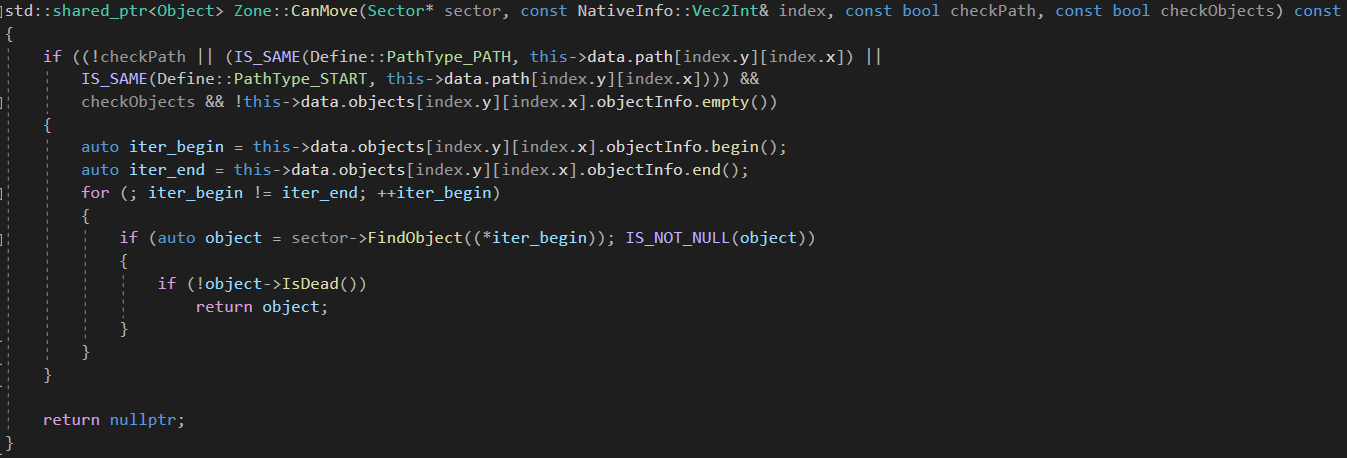 std::shared_ptr<Object> Zone::CanMove(Sector* sector, const NativeInfo::Vec2Int& index, const bool checkPath, const bool checkObjects) const
{
    if ((!checkPath || (IS_SAME(Define::PathType_PATH, this->data.path[index.y][index.x]) ||
        IS_SAME(Define::PathType_START, this->data.path[index.y][index.x]))) &&
        checkObjects && !this->data.objects[index.y][index.x].objectInfo.empty())
    {
        auto iter_begin = this->data.objects[index.y][index.x].objectInfo.begin();
        auto iter_end = this->data.objects[index.y][index.x].objectInfo.end();
        for (; iter_begin != iter_end; ++iter_begin)
        {
            if (auto object = sector->FindObject((*iter_begin)); IS_NOT_NULL(object))
            {
                if (!object->IsDead())
                    return object;
            }
        }
    }

    return nullptr;
}